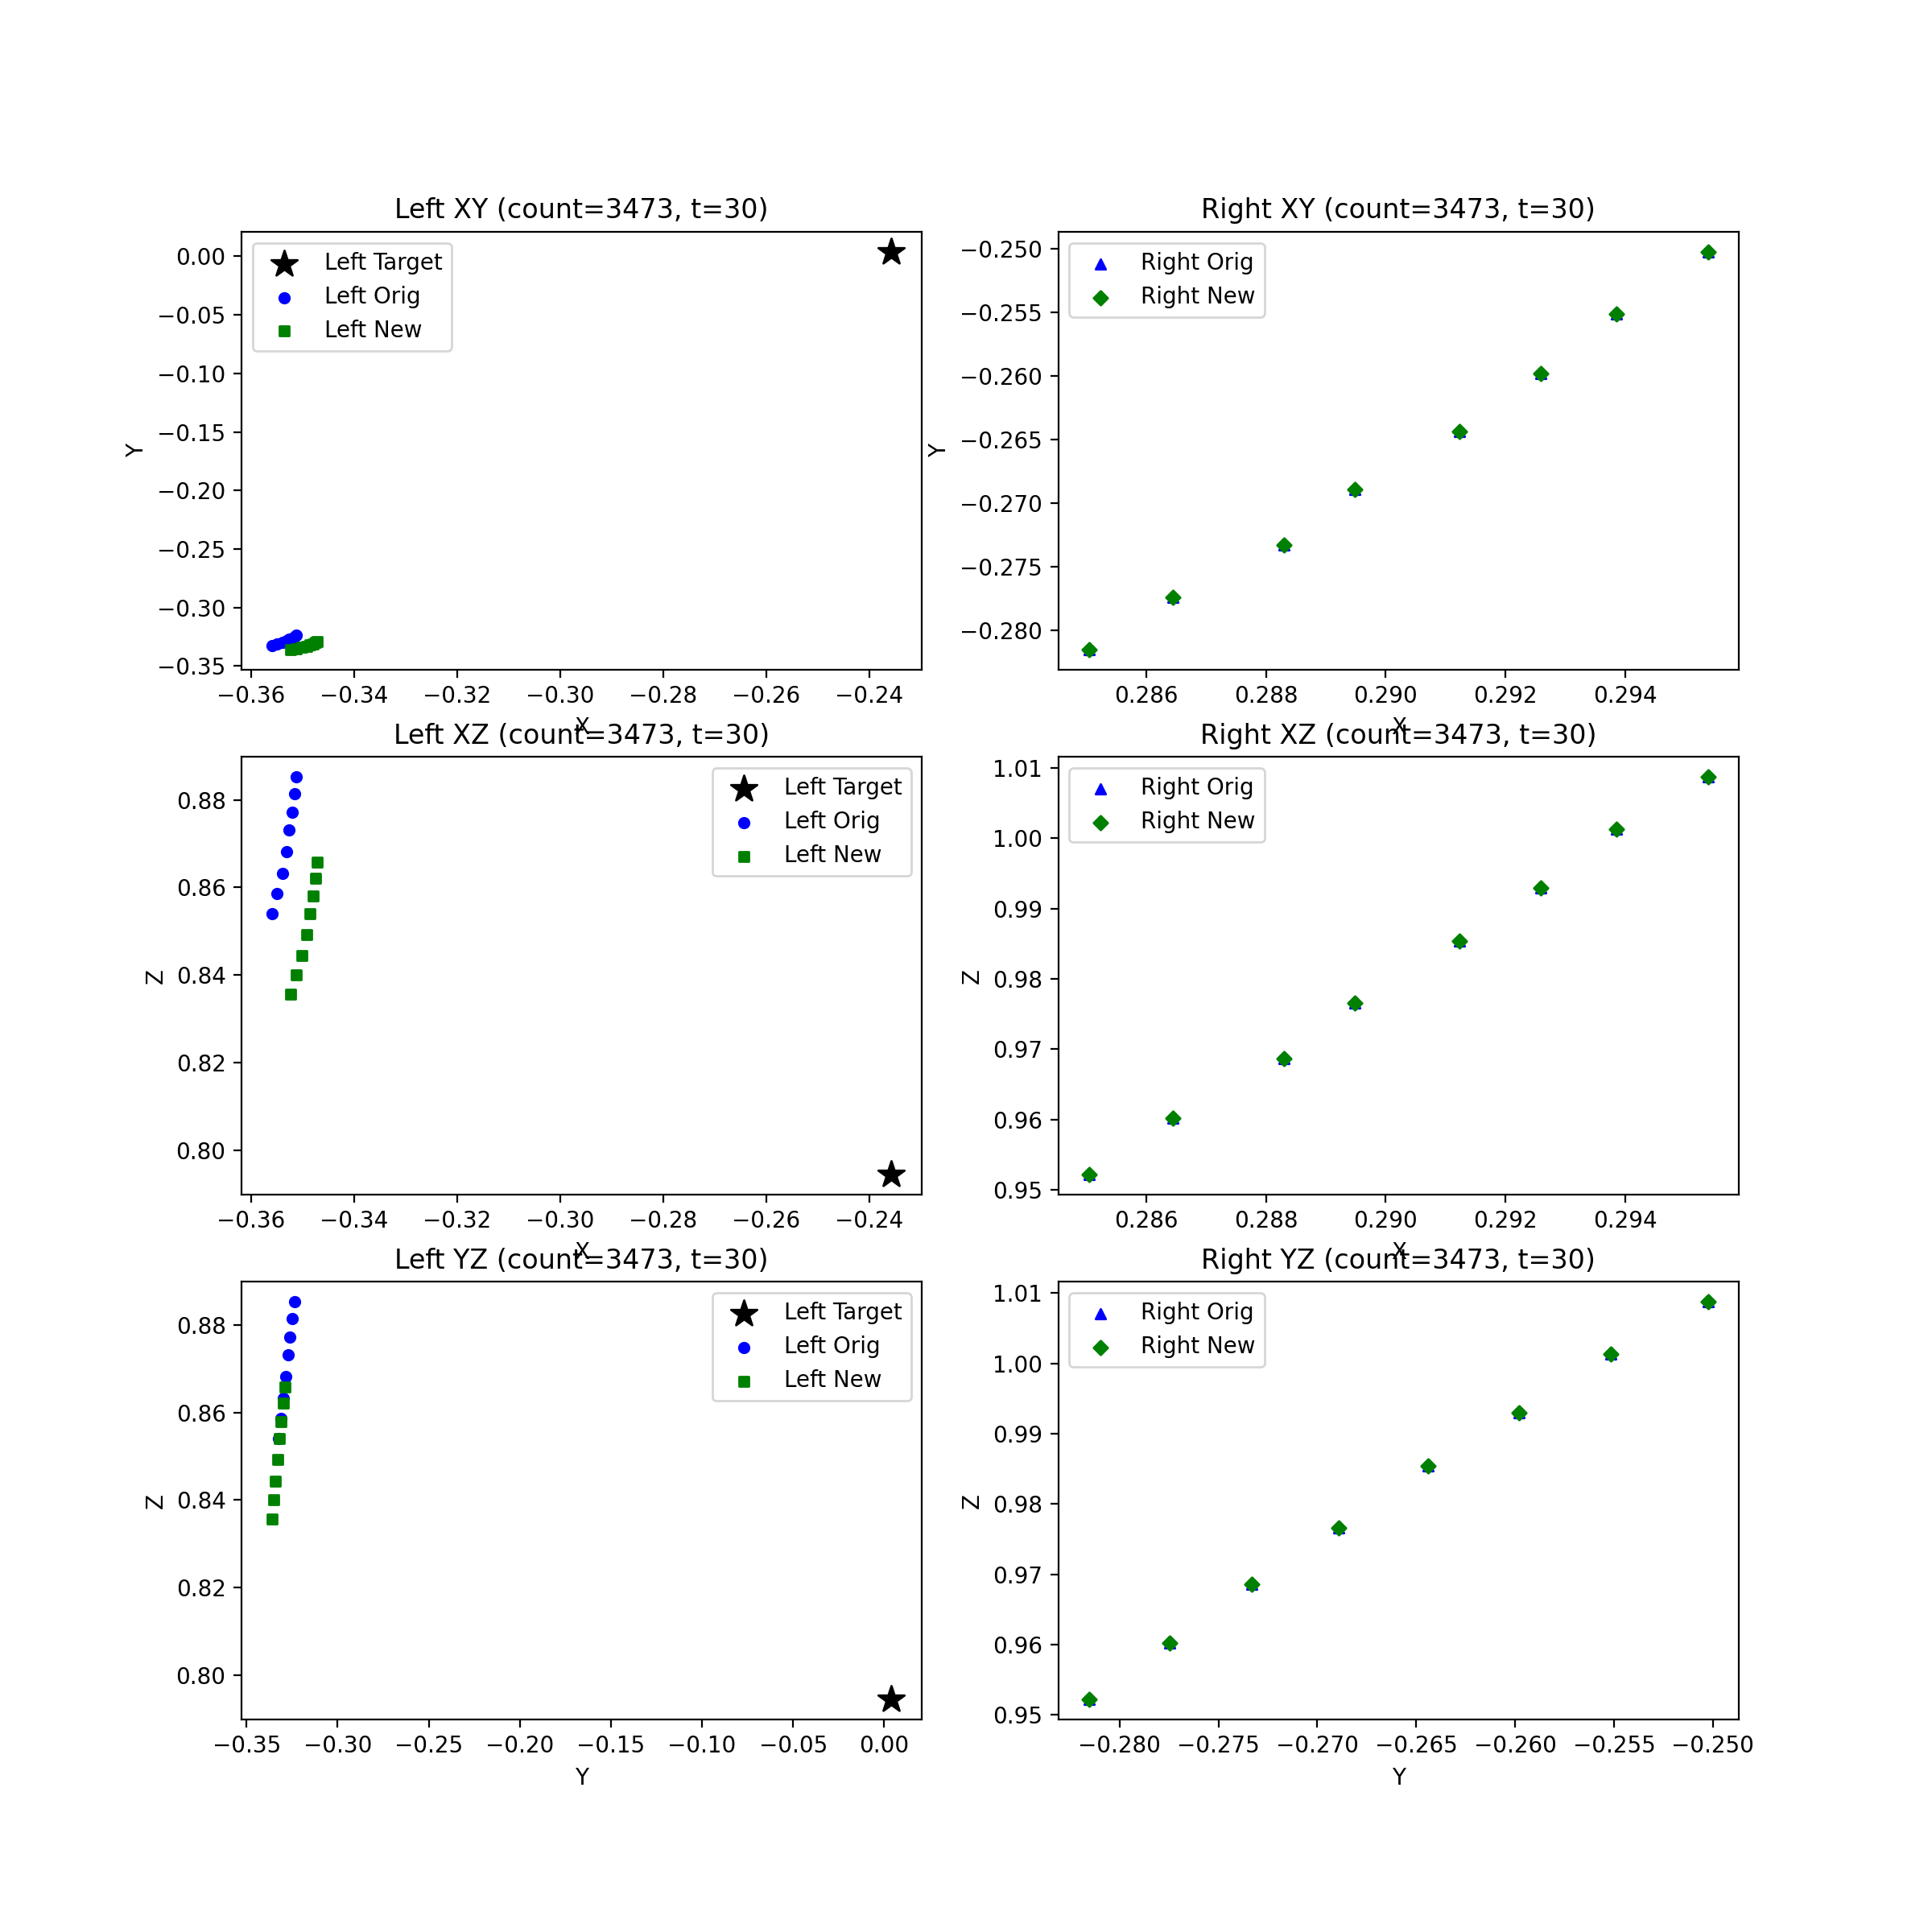 Left XY (count=3473, t=30)
Left Target
Left Orig
Left New
0.00
−0.05
−0.10
−0.15
−0.20
−0.25
−0.30
−0.35
Y
−0.36 −0.34 −0.32 −0.30 −0.28 −0.26 −0.24
X
Right XY (count=3473, t=30)
Right Orig
Right New
−0.250
−0.255
−0.260
−0.265
−0.270
−0.275
−0.280
Y
0.286 0.288 0.290 0.292 0.294
X
Left XZ (count=3473, t=30)
Left Target
Left Orig
Left New
0.88
0.86
0.84
0.82
0.80
Z
−0.36 −0.34 −0.32 −0.30 −0.28 −0.26 −0.24
X
Right XZ (count=3473, t=30)
Right Orig
Right New
1.01
1.00
0.99
0.98
0.97
0.96
0.95
Z
0.286 0.288 0.290 0.292 0.294
X
Left YZ (count=3473, t=30)
Left Target
Left Orig
Left New
0.88
0.86
0.84
0.82
0.80
Z
−0.35 −0.30 −0.25 −0.20 −0.15 −0.10 −0.05 0.00
Y
Right YZ (count=3473, t=30)
Right Orig
Right New
1.01
1.00
0.99
0.98
0.97
0.96
0.95
Z
−0.280 −0.275 −0.270 −0.265 −0.260 −0.255 −0.250
Y